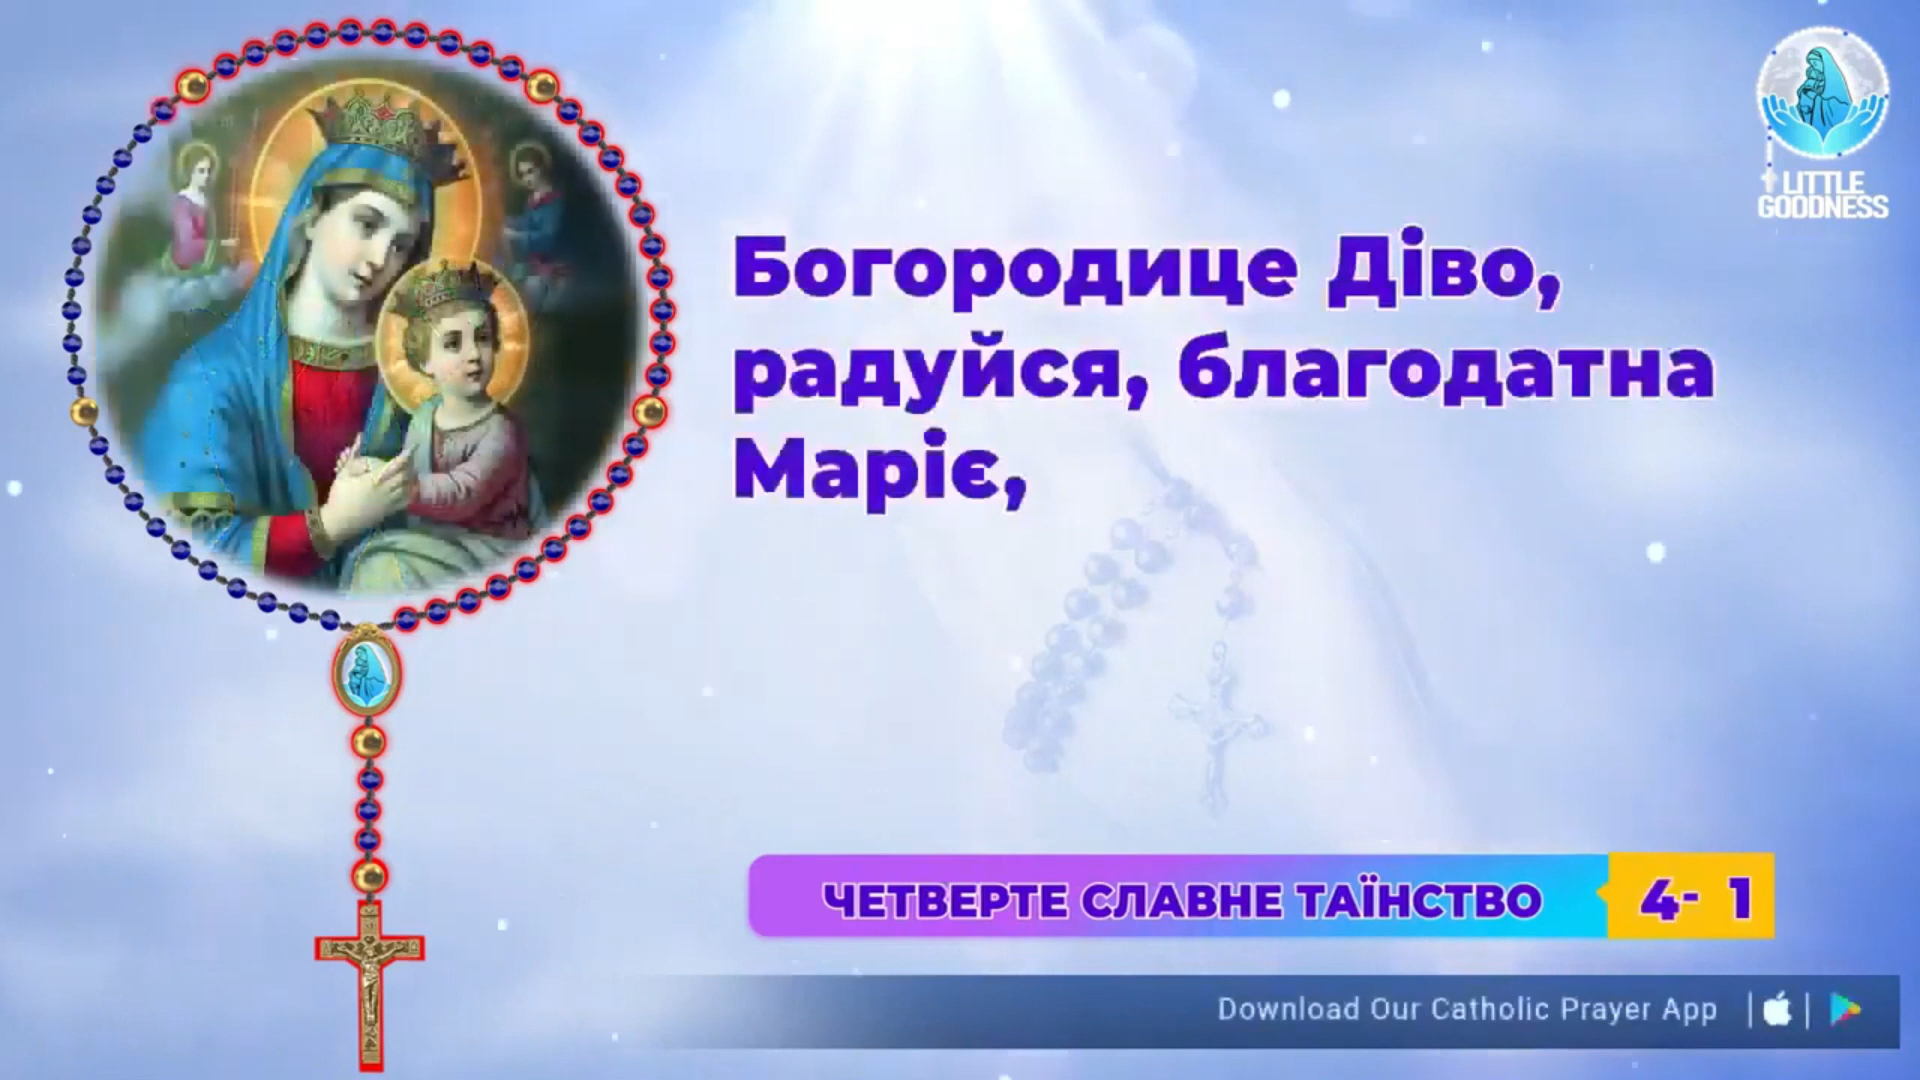 LITTLE
GOODNESS
Богородице Діво,
радуйся, благодатна
Маріє,
ЧЕТВЕРТЕ СЛАВНЕ ТАЇНСТВО 4- 1
Download Our Catholic Prayer App